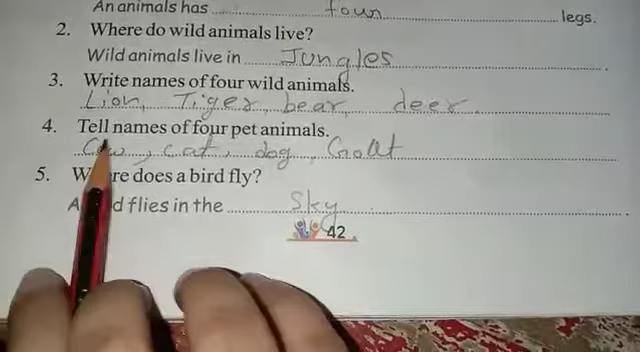 An animals has four legs.
2. Where do wild animals live?
Wild animals live in Jungles.
3. Write names of four wild animals.
Lion, Tiger, bear, deer.
4. Tell names of four pet animals.
Cow, cat, dog, Goat
5. Where does a bird fly?
A flies in the Sky.
42